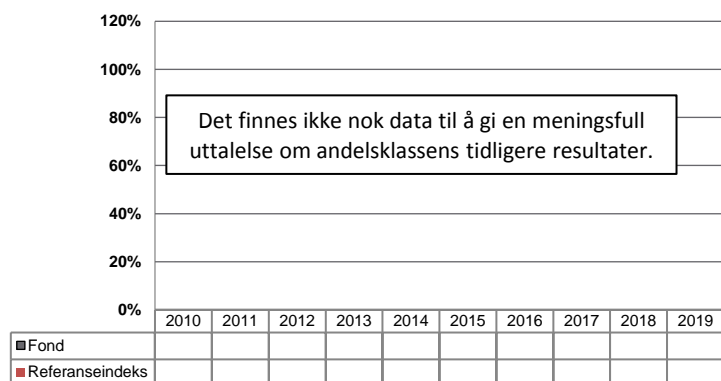 120%
100%
80%
60%
40%
20%
0%
Det finnes ikke nok data til å gi en meningsfull
uttalelse om andelsklassens tidligere resultater.
2010 2011 2012 2013 2014 2015 2016 2017 2018 2019
Fond
Referanseindeks